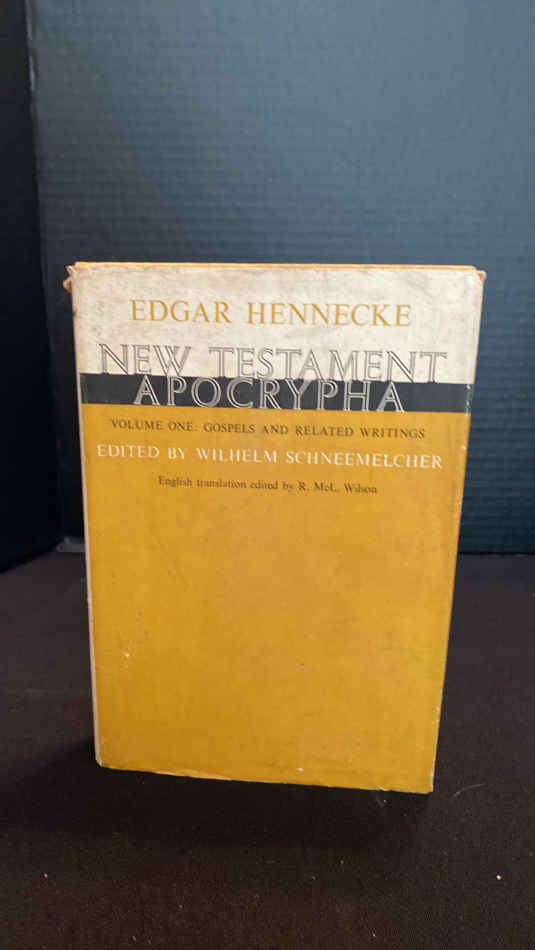 EDGAR HENNECKE
NEW TESTAMENT
APOCRYPHA
VOLUME ONE: GOSPELS AND RELATED WRITINGS
EDITED BY WILHELM SCHNEEMELCHER
English translation edited by R. McL. Wilson